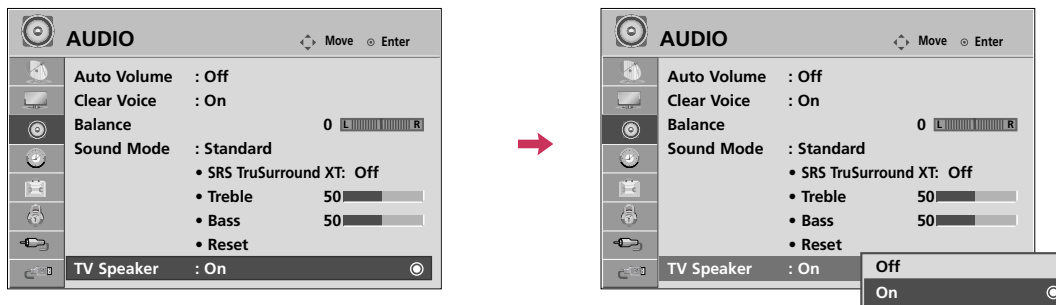 AUDIO
Move Enter
Auto Volume : Off
Clear Voice : On
Balance 0 L R
Sound Mode : Standard
• SRS TruSurround XT: Off
• Treble 50
• Bass 50
• Reset
TV Speaker : On
AUDIO
Move Enter
Auto Volume : Off
Clear Voice : On
Balance 0 L R
Sound Mode : Standard
• SRS TruSurround XT: Off
• Treble 50
• Bass 50
• Reset
TV Speaker : On
Off
On